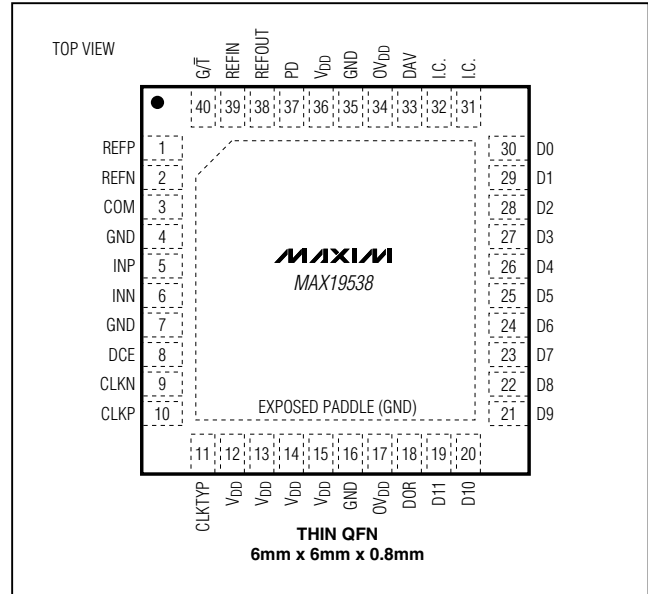 TOP VIEW
G/T̅ REFIN REFOUT PD VDD GND OVDD DAV I.C. I.C.
40 39 38 37 36 35 34 33 32 31
REFP 1 30 D0
REFN 2 29 D1
COM 3 28 D2
GND 4 27 D3
INP 5 26 D4
INN 6 25 D5
GND 7 24 D6
DCE 8 23 D7
CLKN 9 22 D8
CLKP 10 21 D9
MAXIM
MAX19538
EXPOSED PADDLE (GND)
11 12 13 14 15 16 17 18 19 20
CLKTYP VDD VDD VDD VDD GND OVDD DOR D11 D10
THIN QFN
6mm x 6mm x 0.8mm